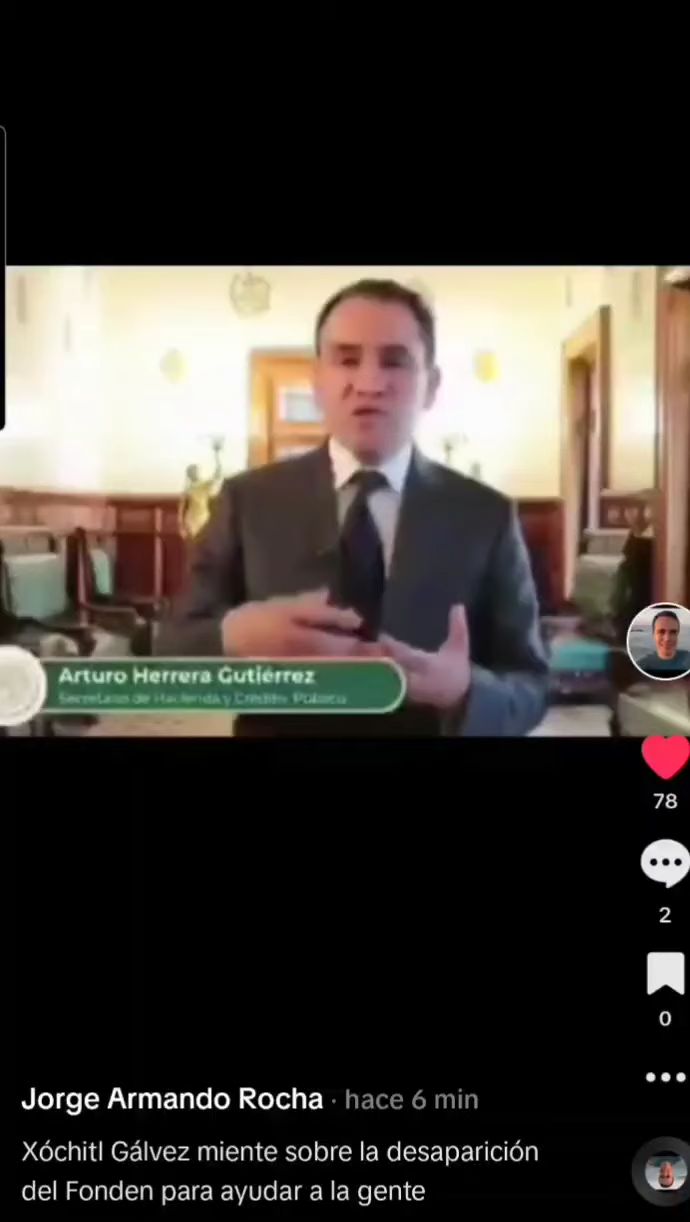 Arturo Herrera Gutiérrez
Secretario de Hacienda y Crédito Público
78
2
0
Jorge Armando Rocha · hace 6 min
Xóchitl Gálvez miente sobre la desaparición
del Fonden para ayudar a la gente